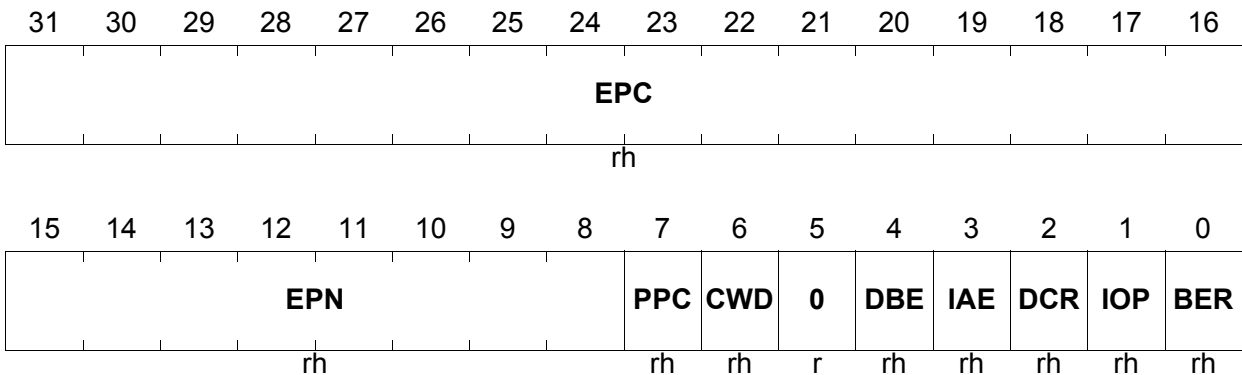 31 30 29 28 27 26 25 24 23 22 21 20 19 18 17 16
EPC
rh
15 14 13 12 11 10 9 8 7 6 5 4 3 2 1 0
EPN PPC CWD 0 DBE IAE DCR IOP BER
rh rh rh r rh rh rh rh rh